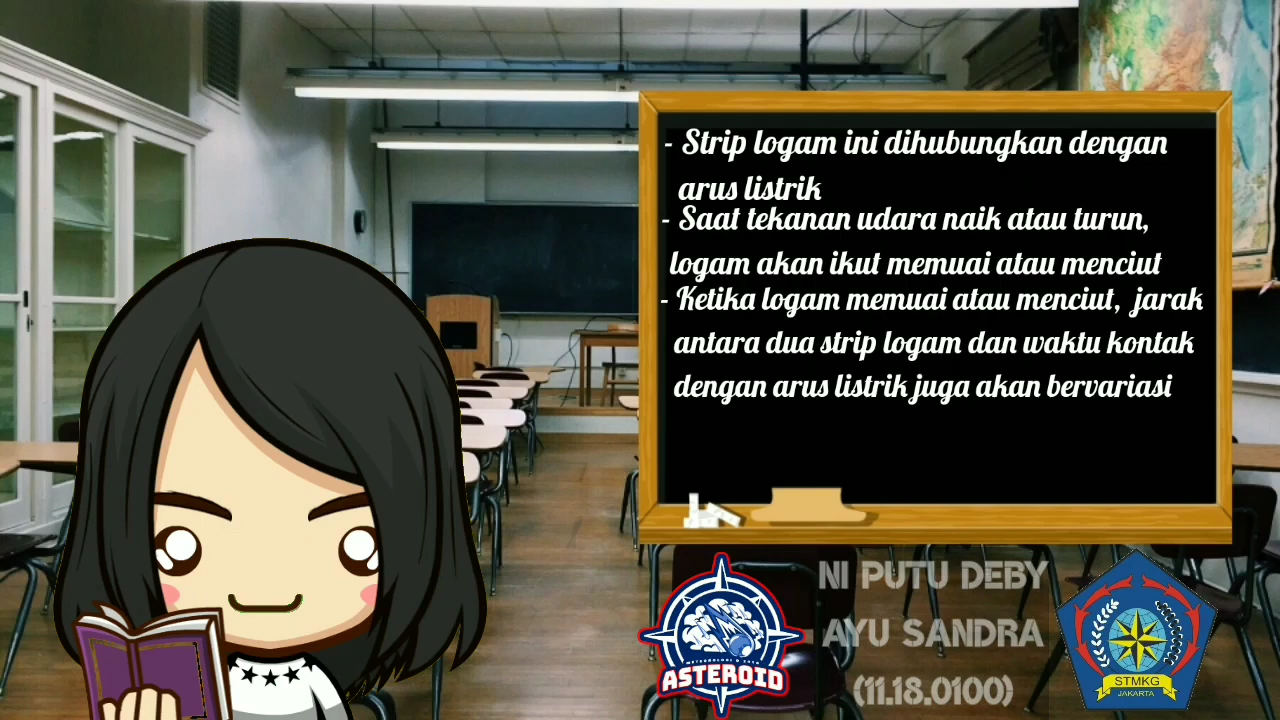 - Strip logam ini dihubungkan dengan
arus listrik
- Saat tekanan udara naik atau turun,
logam akan ikut memuai atau menciut
- Ketika logam memuai atau menciut, jarak
antara dua strip logam dan waktu kontak
dengan arus listrik juga akan bervariasi
NI PUTU DEBY
AYU SANDRA
(11.18.0100)
ASTEROID
STMKG
JAKARTA